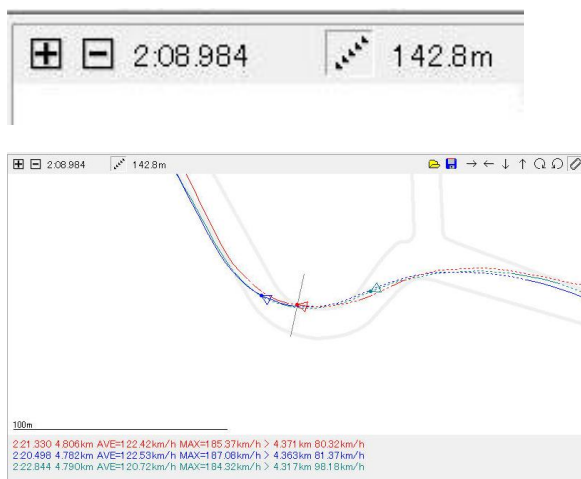 2:08.984 142.8m
2:08.984 142.8m
100m
2:21.330 4.806km AVE=122.42km/h MAX=185.37km/h > 4.371km 80.32km/h
2:20.498 4.782km AVE=122.53km/h MAX=187.08km/h > 4.363km 81.37km/h
2:22.844 4.790km AVE=120.72km/h MAX=184.32km/h > 4.317km 98.18km/h